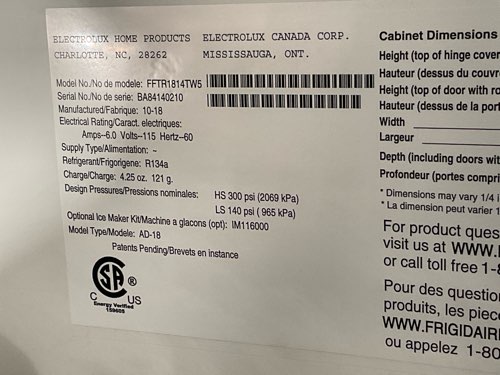 ELECTROLUX HOME PRODUCTS ELECTROLUX CANADA CORP.
CHARLOTTE, NC, 28262 MISSISSAUGA, ONT.
Model No./No de modele: FFTR1814TW5
Serial No./No de serie: BA84140210
Manufactured/Fabrique: 10-18
Electrical Rating/Caract. electriques:
Amps--6.0 Volts--115 Hertz--60
Supply Type/Alimentation: -
Refrigerant/Frigorigene: R134a
Charge/Charge: 4.25 oz. 121 g.
Design Pressures/Pressions nominales: HS 300 psi (2069 kPa)
LS 140 psi ( 965 kPa)
Optional Ice Maker Kit/Machine a glacons (opt): IM116000
Model Type/Modele: AD-18
Patents Pending/Brevets en instance
CSA ®
C US
Energy Verified
Cabinet Dimensions
Height (top of hinge cover
Hauteur (dessus du couvr
Height (top of door with ro
Hauteur (dessus de la port
Width
Largeur
Depth (including doors wit
Profondeur (portes compri
* Dimensions may vary 1/4 i
* La dimension peut varier 1
For product ques
visit us at WWW.
or call toll free 1-8
Pour des question
produits, les piec
WWW.FRIGIDAIR
ou appelez 1-80